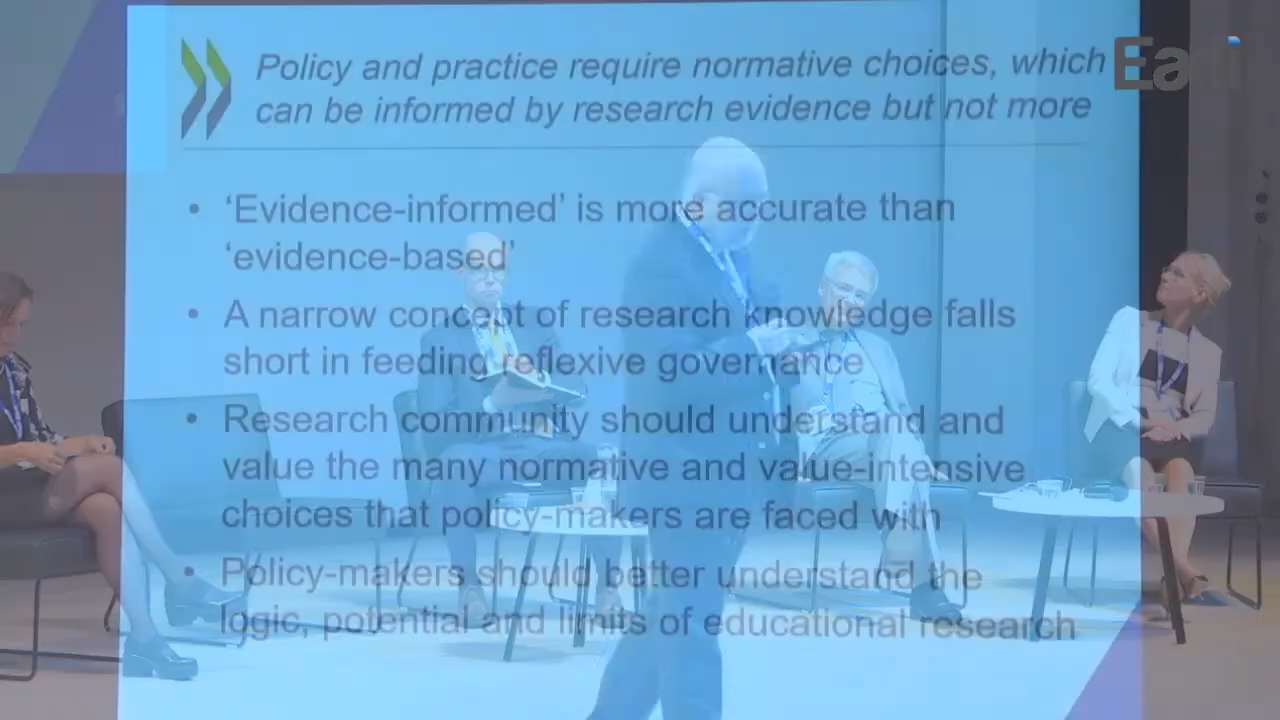 Earli
Policy and practice require normative choices, which
can be informed by research evidence but not more
• ‘Evidence-informed’ is more accurate than
‘evidence-based’
• A narrow concept of research knowledge falls
short in feeding reflexive governance
• Research community should understand and
value the many normative and value-intensive
choices that policy-makers are faced with
• Policy-makers should better understand the
logic, potential and limits of educational research